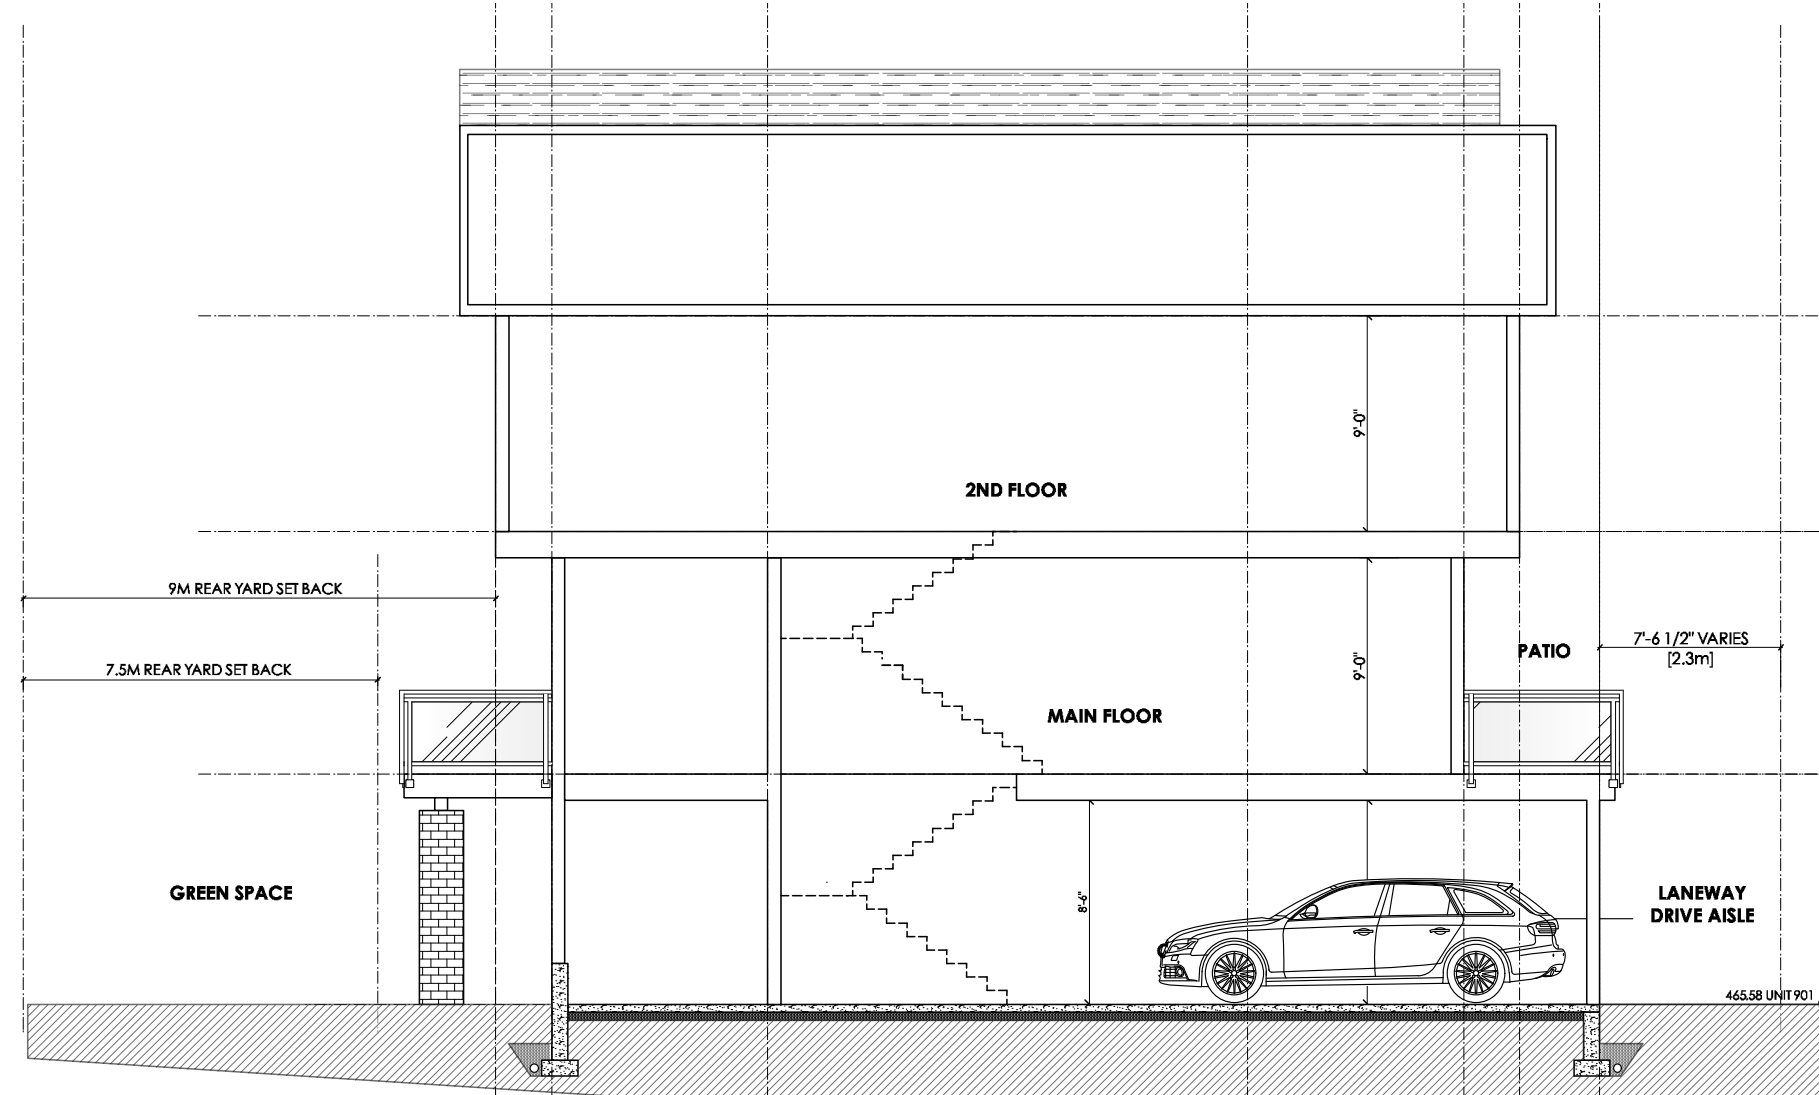 9'-0"
2ND FLOOR
9M REAR YARD SET BACK
7'-6 1/2" VARIES
[2.3m]
PATIO
7.5M REAR YARD SET BACK
9'-0"
MAIN FLOOR
GREEN SPACE
8'-6"
LANEWAY
DRIVE AISLE
465.58 UNIT 901